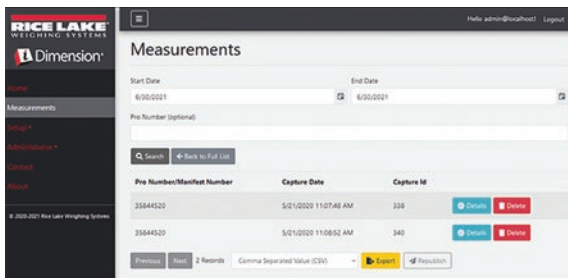 RICE LAKE
WEIGHING SYSTEMS
Dimension
Home
Measurements
Setup
Administrator
Contact
About
© 2020-2021 Rice Lake Weighing Systems
Hello admin@localhost! Logout
Measurements
Start Date End Date
6/30/2021 6/30/2021
Pro Number (optional)
Search Back to Full List
Pro Number/Manifest Number Capture Date Capture Id
35844520 5/21/2020 11:07:48 AM 338 Details Delete
35844520 5/21/2020 11:08:52 AM 340 Details Delete
Previous Next 2 Records Comma Separated Value (CSV) Export Republish